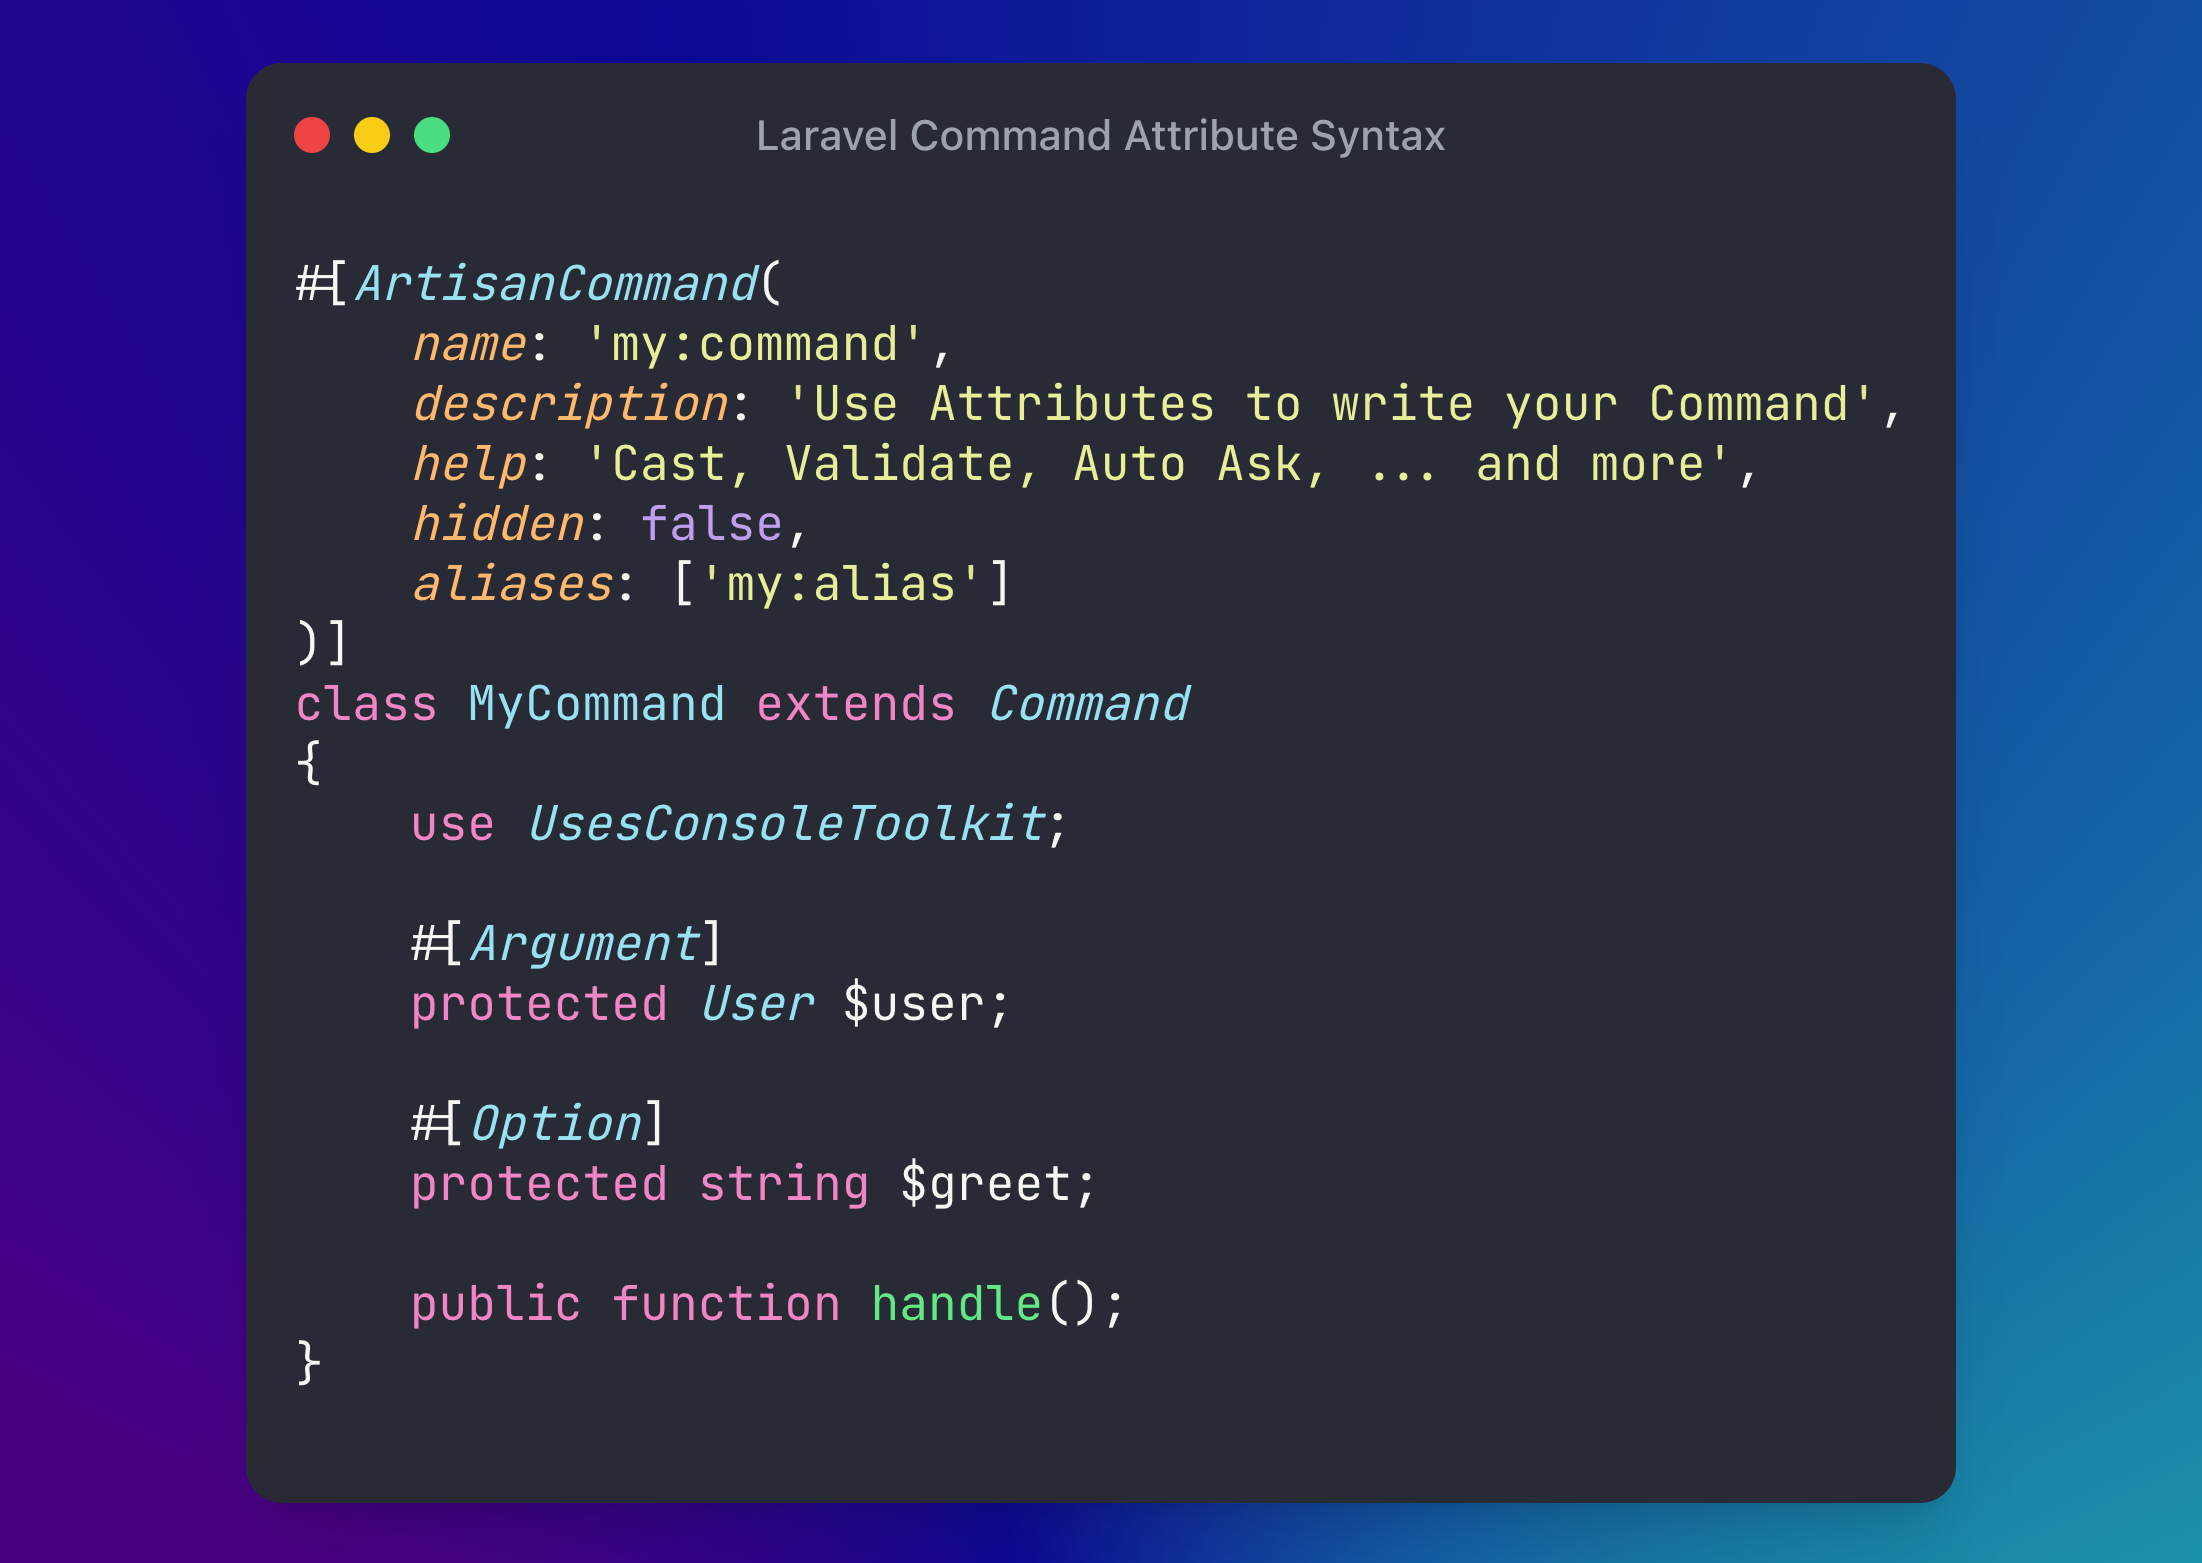 Laravel Command Attribute Syntax
#[ArtisanCommand(
    name: 'my:command',
    description: 'Use Attributes to write your Command',
    help: 'Cast, Validate, Auto Ask, ... and more',
    hidden: false,
    aliases: ['my:alias']
)]
class MyCommand extends Command
{
    use UsesConsoleToolkit;
    #[Argument]
    protected User $user;
    #[Option]
    protected string $greet;
    public function handle();
}